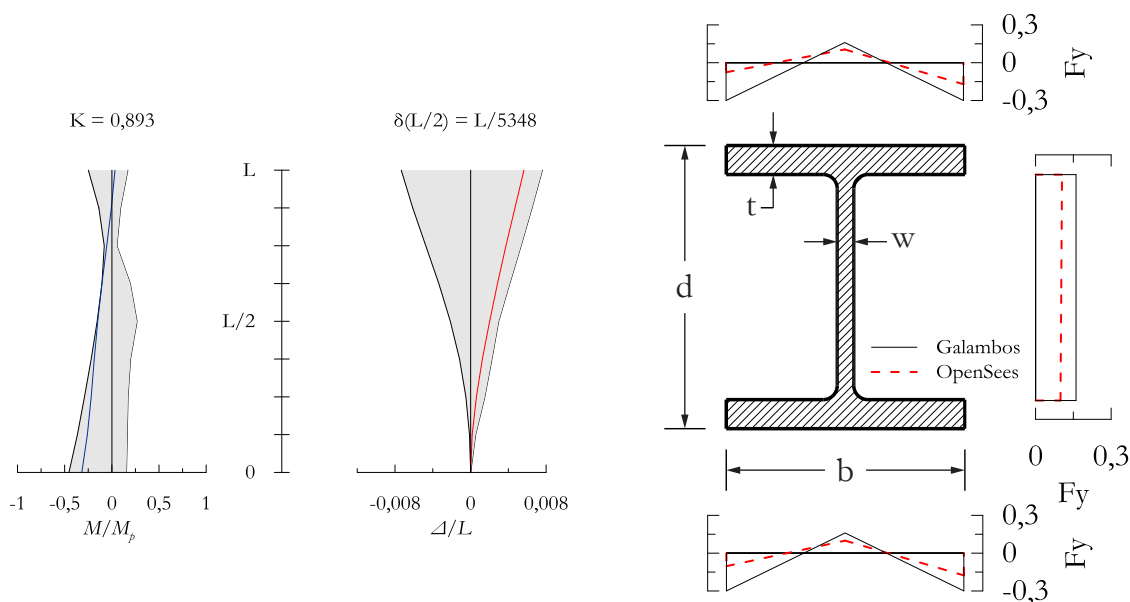 K = 0,893
L
L/2
0
-1 -0,5 0 0,5 1
M/Mp
δ(L/2) = L/5348
-0,008 0 0,008
Δ/L
0,3
0
-0,3
Fy
t
w
d
b
Galambos
OpenSees
0 0,3
Fy
0,3
0
-0,3
Fy